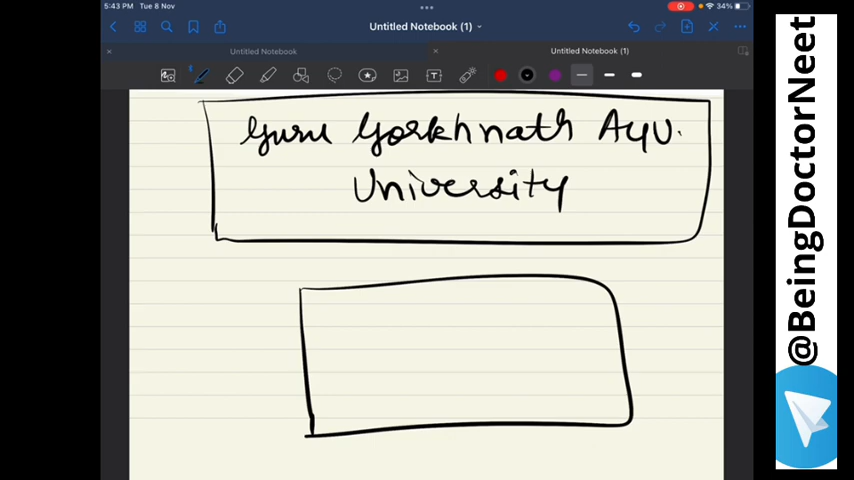 5:43 PM Tue 8 Nov
34%
Untitled Notebook (1)
Untitled Notebook
Untitled Notebook (1)
Guru Gorkhnath Ayu.
University
@BeingDoctorNeet